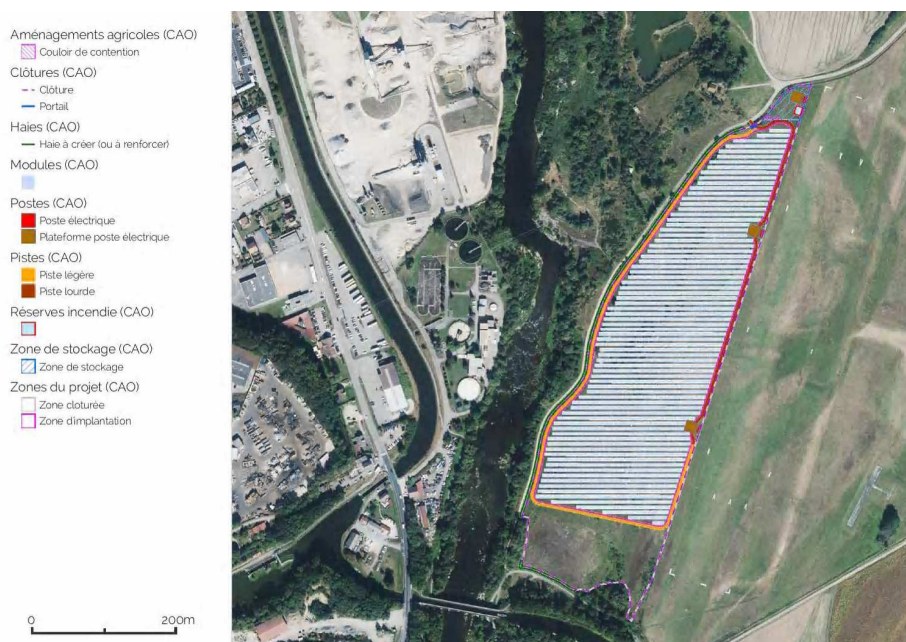 Aménagements agricoles (CAO)
Couloir de contention
Clôtures (CAO)
Clôture
Portail
Haies (CAO)
Haie à créer (ou à renforcer)
Modules (CAO)
Postes (CAO)
Poste électrique
Plateforme poste électrique
Pistes (CAO)
Piste légère
Piste lourde
Réserves incendie (CAO)
Zone de stockage (CAO)
Zone de stockage
Zones du projet (CAO)
Zone cloturée
Zone d'implantation
0 200m